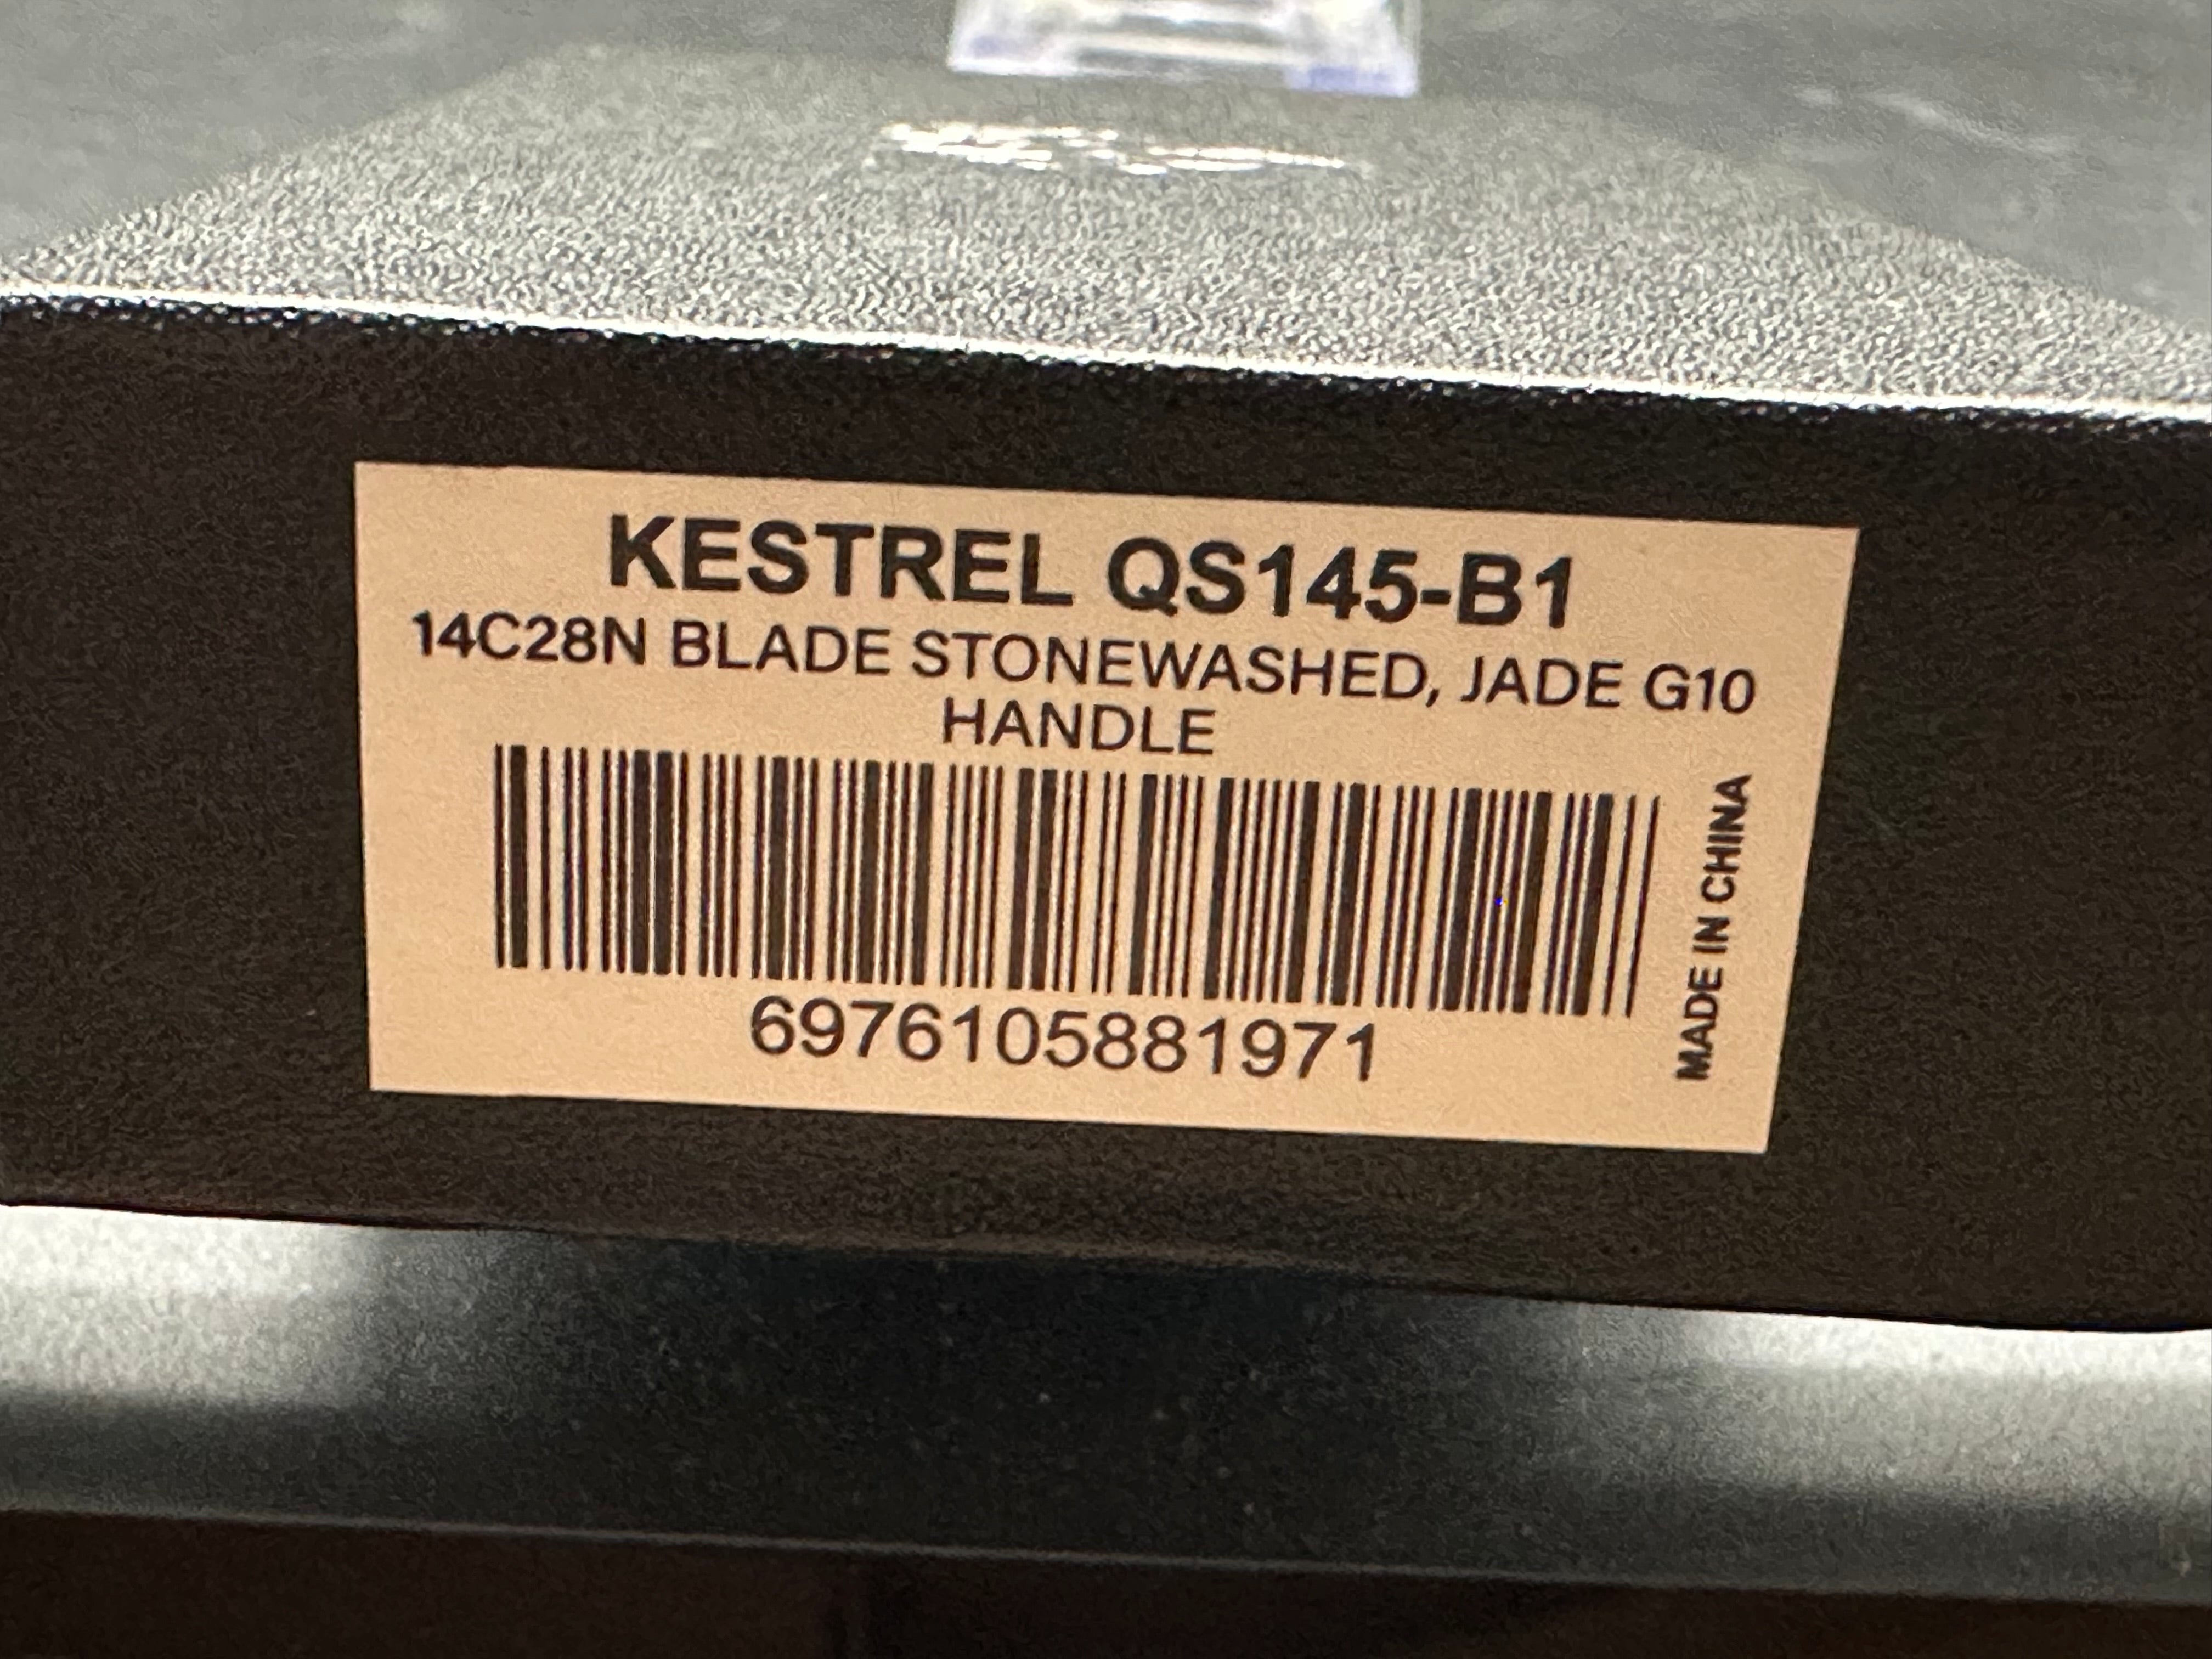 KESTREL QS145-B1
14C28N BLADE STONEWASHED, JADE G10
HANDLE
6976105881971
MADE IN CHINA